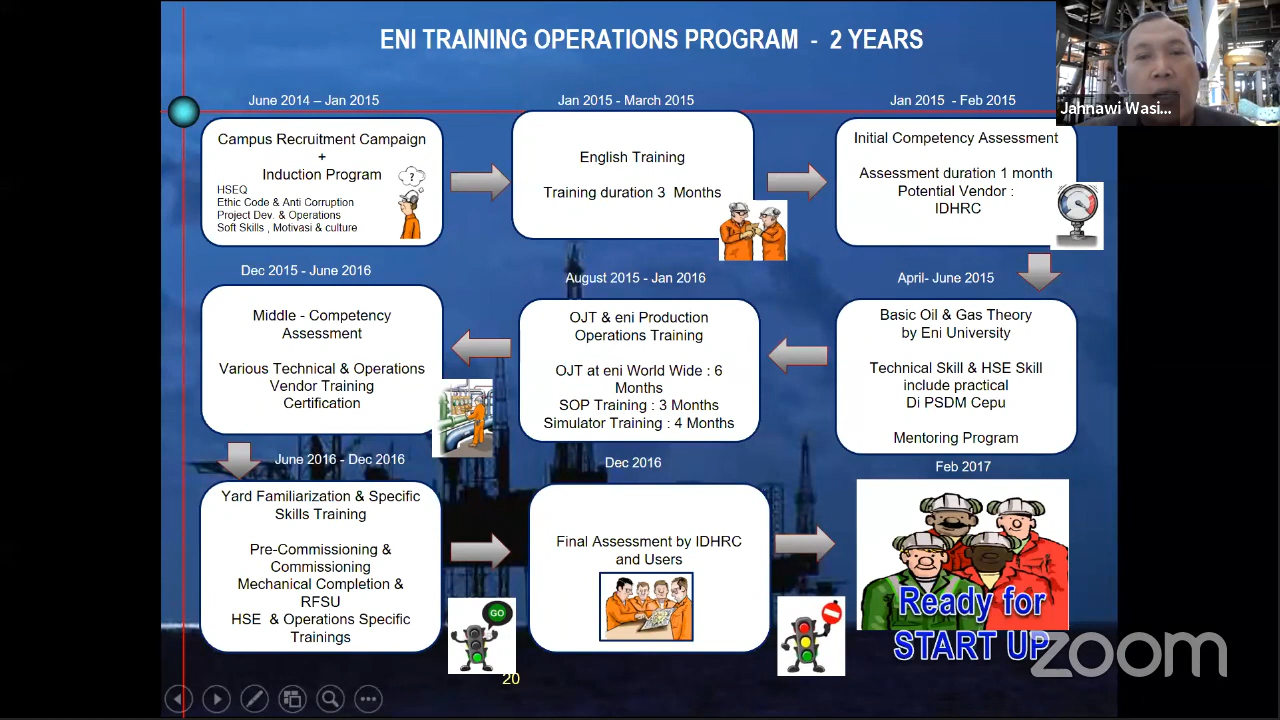 ENI TRAINING OPERATIONS PROGRAM - 2 YEARS
Jahnawi Wasi...
June 2014 – Jan 2015
Campus Recruitment Campaign
+
Induction Program
HSEQ
Ethic Code & Anti Corruption
Project Dev. & Operations
Soft Skills , Motivasi & culture
?
Jan 2015 - March 2015
English Training
Training duration 3 Months
Jan 2015 - Feb 2015
Initial Competency Assessment
Assessment duration 1 month
Potential Vendor :
IDHRC
April- June 2015
Basic Oil & Gas Theory
by Eni University
Technical Skill & HSE Skill
include practical
Di PSDM Cepu
Mentoring Program
August 2015 - Jan 2016
OJT & eni Production
Operations Training
OJT at eni World Wide : 6
Months
SOP Training : 3 Months
Simulator Training : 4 Months
Dec 2015 - June 2016
Middle - Competency
Assessment
Various Technical & Operations
Vendor Training
Certification
June 2016 - Dec 2016
Yard Familiarization & Specific
Skills Training
Pre-Commissioning &
Commissioning
Mechanical Completion &
RFSU
HSE & Operations Specific
Trainings
GO
Dec 2016
Final Assessment by IDHRC
and Users
Feb 2017
Ready for
START UP
zoom
20